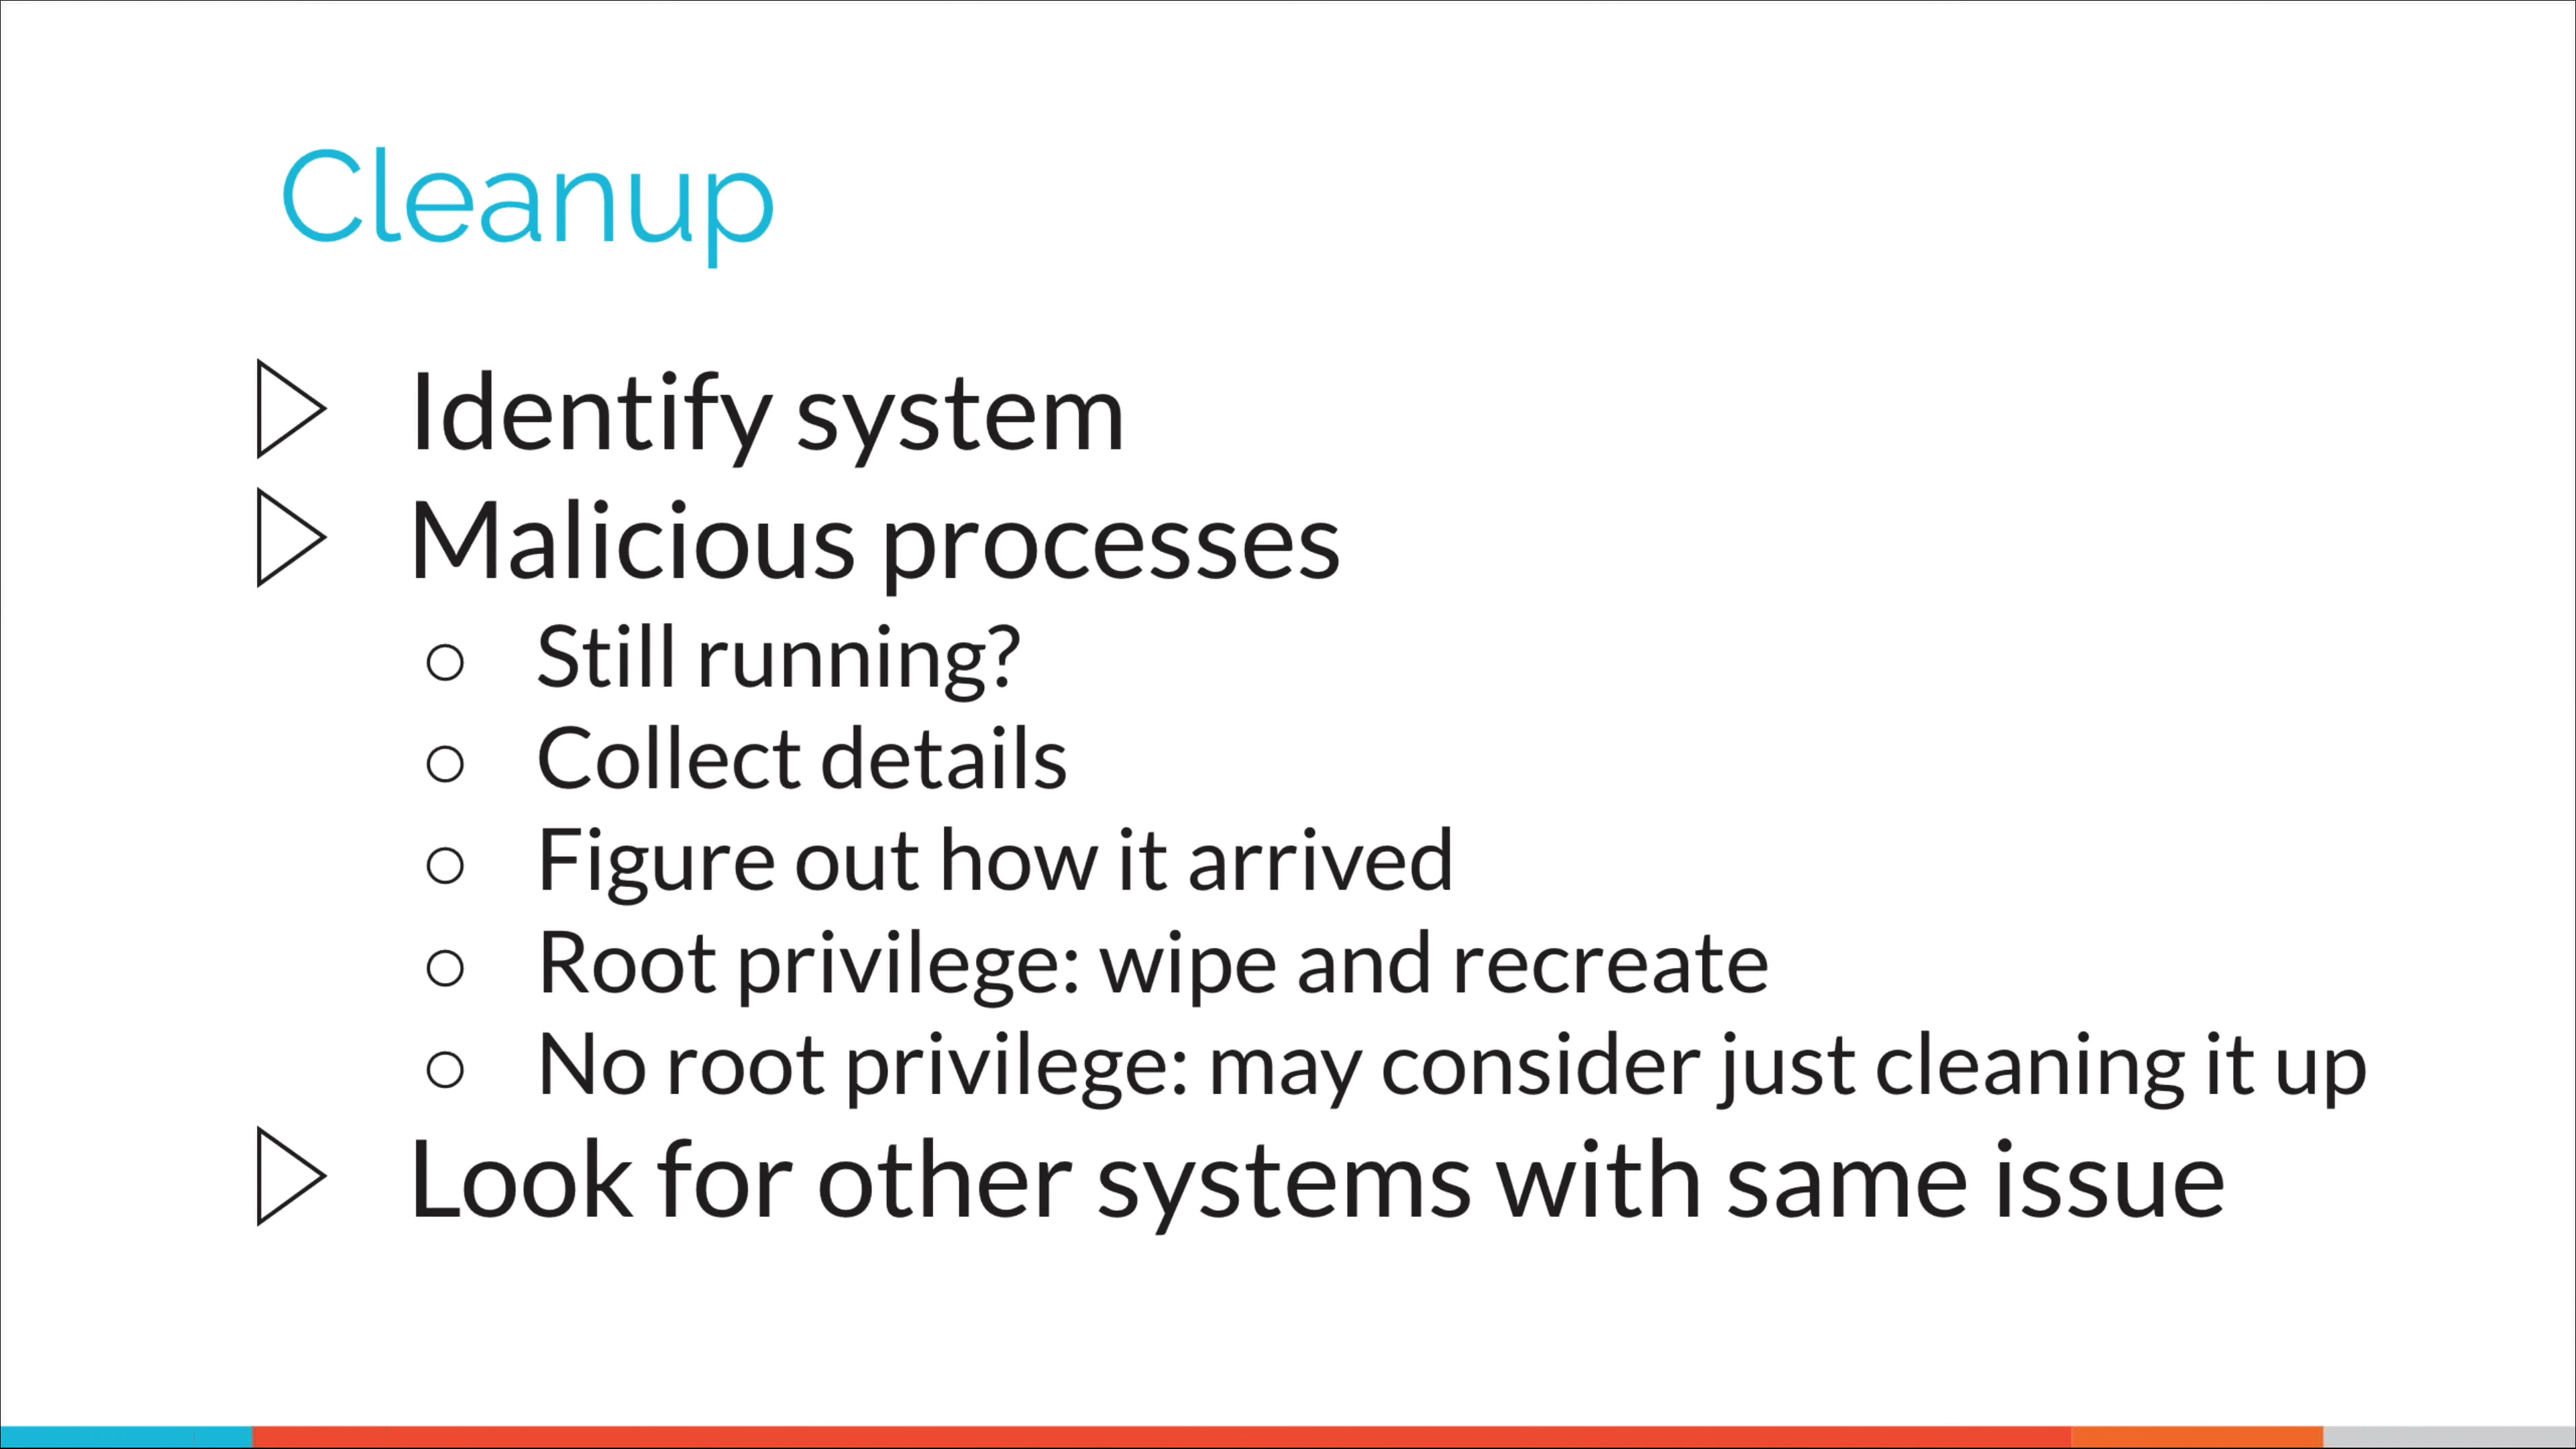 Cleanup
Identify system
Malicious processes
Still running?
Collect details
Figure out how it arrived
Root privilege: wipe and recreate
No root privilege: may consider just cleaning it up
Look for other systems with same issue